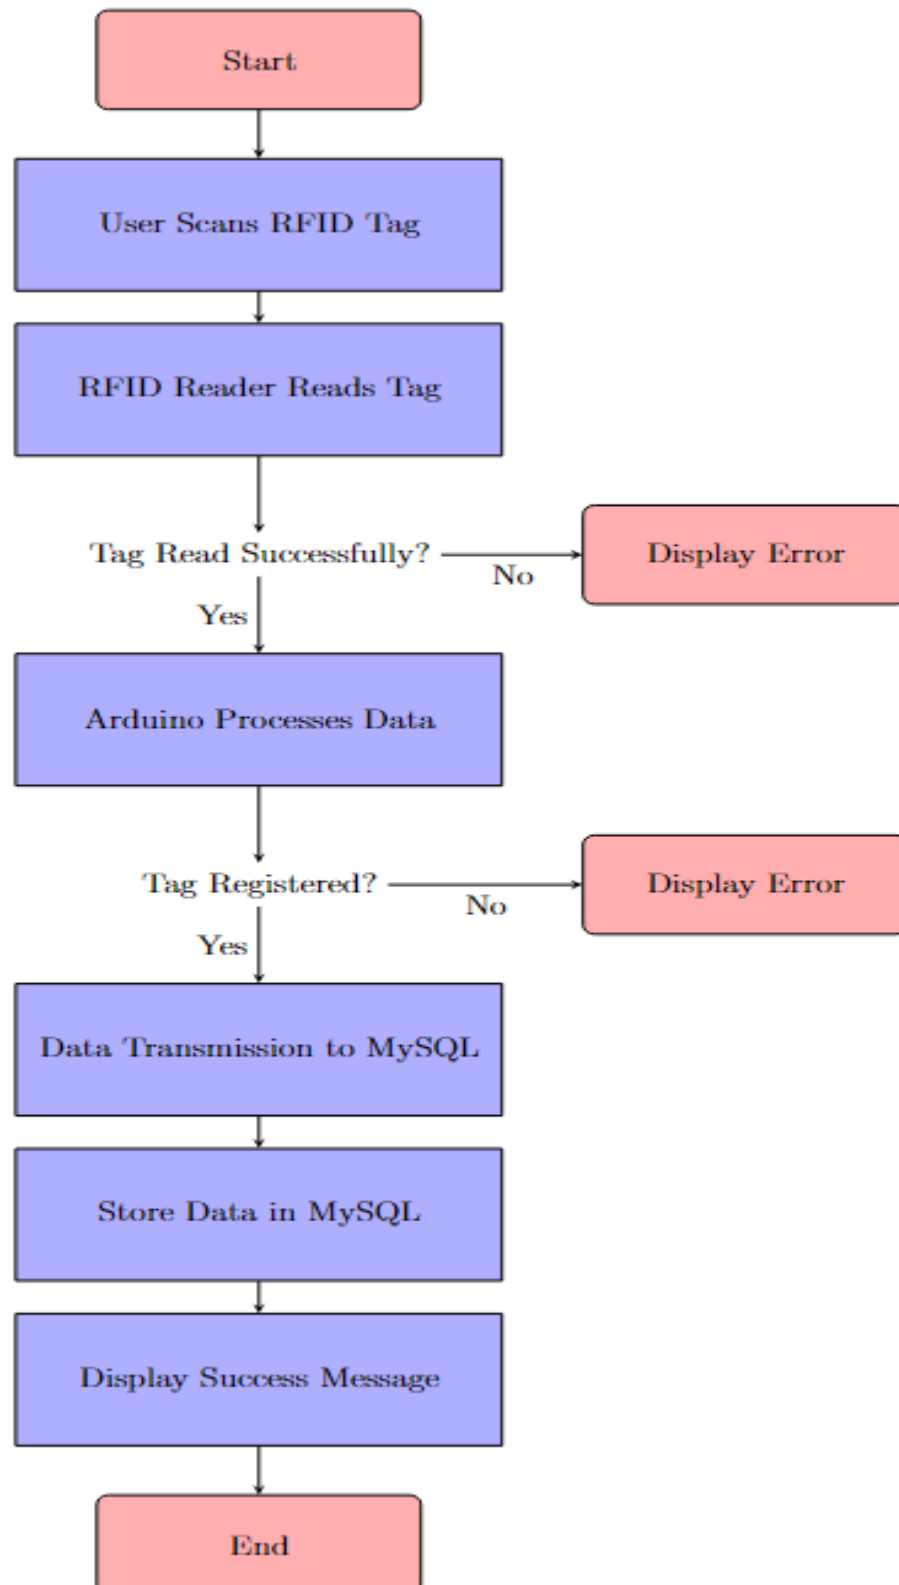 Start
User Scans RFID Tag
RFID Reader Reads Tag
Tag Read Successfully?
No
Display Error
Yes
Arduino Processes Data
Tag Registered?
No
Display Error
Yes
Data Transmission to MySQL
Store Data in MySQL
Display Success Message
End